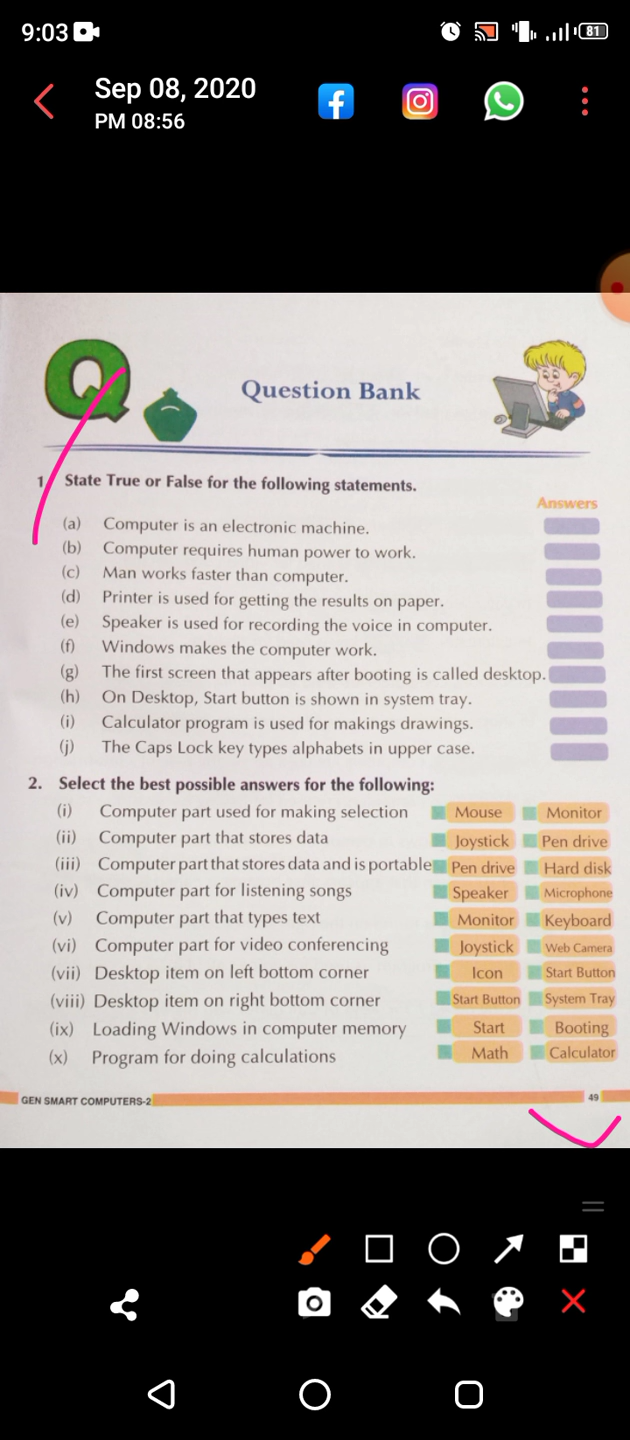 9:03
81
Sep 08, 2020
PM 08:56
Q
Question Bank
1 State True or False for the following statements.
Answers
(a) Computer is an electronic machine.
(b) Computer requires human power to work.
(c) Man works faster than computer.
(d) Printer is used for getting the results on paper.
(e) Speaker is used for recording the voice in computer.
(f) Windows makes the computer work.
(g) The first screen that appears after booting is called desktop.
(h) On Desktop, Start button is shown in system tray.
(i) Calculator program is used for makings drawings.
(j) The Caps Lock key types alphabets in upper case.
2. Select the best possible answers for the following:
(i) Computer part used for making selection Mouse Monitor
(ii) Computer part that stores data Joystick Pen drive
(iii) Computer part that stores data and is portable Pen drive Hard disk
(iv) Computer part for listening songs Speaker Microphone
(v) Computer part that types text Monitor Keyboard
(vi) Computer part for video conferencing Joystick Web Camera
(vii) Desktop item on left bottom corner Icon Start Button
(viii) Desktop item on right bottom corner Start Button System Tray
(ix) Loading Windows in computer memory Start Booting
(x) Program for doing calculations Math Calculator
GEN SMART COMPUTERS-2 49